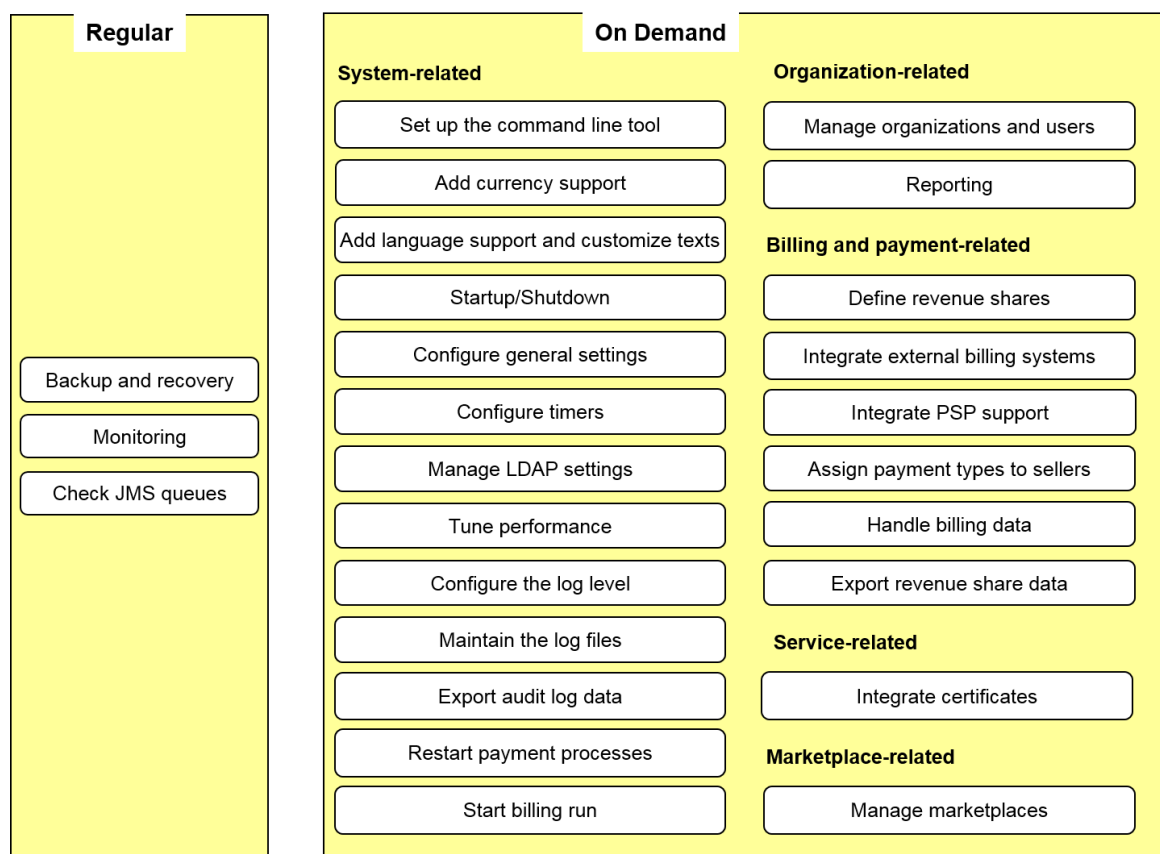 Regular
Backup and recovery
Monitoring
Check JMS queues
On Demand
System-related
Set up the command line tool
Add currency support
Add language support and customize texts
Startup/Shutdown
Configure general settings
Configure timers
Manage LDAP settings
Tune performance
Configure the log level
Maintain the log files
Export audit log data
Restart payment processes
Start billing run
Organization-related
Manage organizations and users
Reporting
Billing and payment-related
Define revenue shares
Integrate external billing systems
Integrate PSP support
Assign payment types to sellers
Handle billing data
Export revenue share data
Service-related
Integrate certificates
Marketplace-related
Manage marketplaces